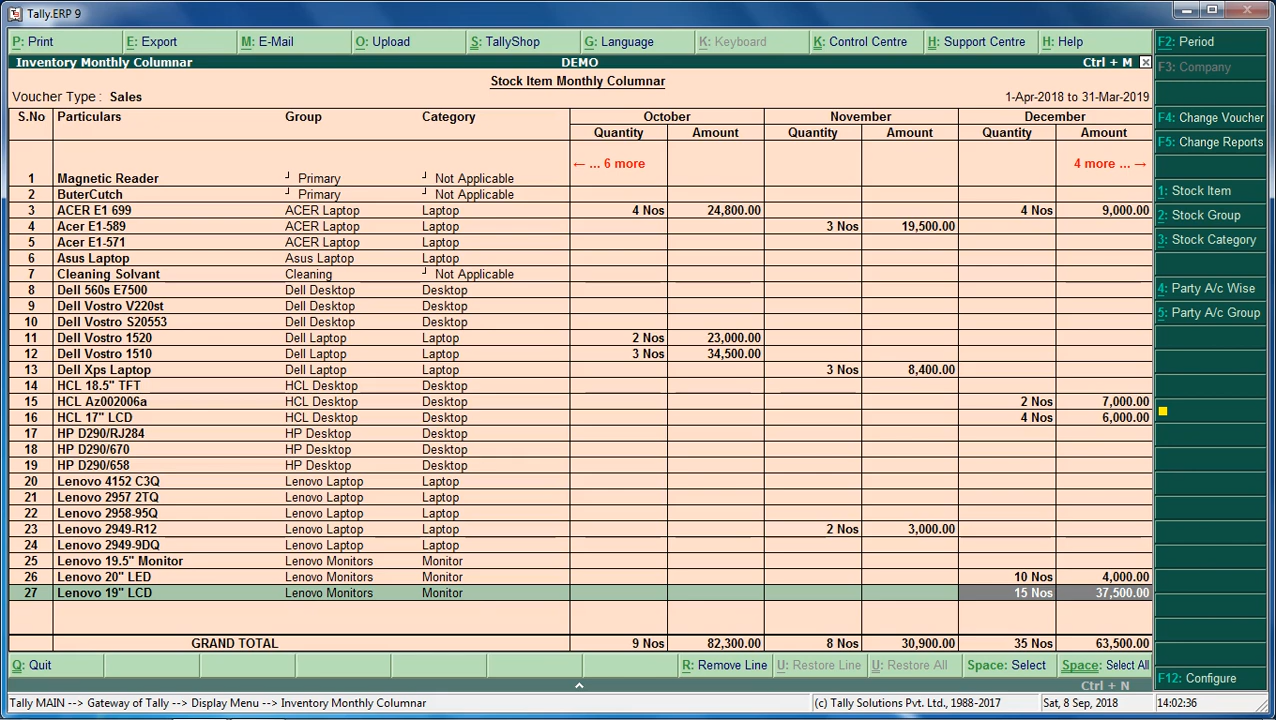 Tally.ERP 9
P: Print E: Export M: E-Mail O: Upload S: TallyShop G: Language K: Keyboard K: Control Centre H: Support Centre H: Help F2: Period
Inventory Monthly Columnar DEMO Ctrl + M F3: Company
Stock Item Monthly Columnar
Voucher Type : Sales 1-Apr-2018 to 31-Mar-2019
S.No Particulars Group Category October November December F4: Change Voucher
Quantity Amount Quantity Amount Quantity Amount F5: Change Reports
← ... 6 more 4 more ... →
1 Magnetic Reader ┘ Primary ┘ Not Applicable
2 ButerCutch ┘ Primary ┘ Not Applicable 1: Stock Item
3 ACER E1 699 ACER Laptop Laptop 4 Nos 24,800.00 4 Nos 9,000.00 2: Stock Group
4 Acer E1-589 ACER Laptop Laptop 3 Nos 19,500.00
5 Acer E1-571 ACER Laptop Laptop 3: Stock Category
6 Asus Laptop Asus Laptop Laptop
7 Cleaning Solvant Cleaning ┘ Not Applicable
8 Dell 560s E7500 Dell Desktop Desktop 4: Party A/c Wise
9 Dell Vostro V220st Dell Desktop Desktop 5: Party A/c Group
10 Dell Vostro S20553 Dell Desktop Desktop
11 Dell Vostro 1520 Dell Laptop Laptop 2 Nos 23,000.00
12 Dell Vostro 1510 Dell Laptop Laptop 3 Nos 34,500.00
13 Dell Xps Laptop Dell Laptop Laptop 3 Nos 8,400.00
14 HCL 18.5" TFT HCL Desktop Desktop
15 HCL Az002006a HCL Desktop Desktop 2 Nos 7,000.00
16 HCL 17" LCD HCL Desktop Desktop 4 Nos 6,000.00
17 HP D290/RJ284 HP Desktop Desktop
18 HP D290/670 HP Desktop Desktop
19 HP D290/658 HP Desktop Desktop
20 Lenovo 4152 C3Q Lenovo Laptop Laptop
21 Lenovo 2957 2TQ Lenovo Laptop Laptop
22 Lenovo 2958-95Q Lenovo Laptop Laptop
23 Lenovo 2949-R12 Lenovo Laptop Laptop 2 Nos 3,000.00
24 Lenovo 2949-9DQ Lenovo Laptop Laptop
25 Lenovo 19.5" Monitor Lenovo Monitors Monitor
26 Lenovo 20" LED Lenovo Monitors Monitor 10 Nos 4,000.00
27 Lenovo 19" LCD Lenovo Monitors Monitor 15 Nos 37,500.00
GRAND TOTAL 9 Nos 82,300.00 8 Nos 30,900.00 35 Nos 63,500.00
Q: Quit R: Remove Line U: Restore Line U: Restore All Space: Select Space: Select All
F12: Configure
Ctrl + N
Tally MAIN --> Gateway of Tally --> Display Menu --> Inventory Monthly Columnar (c) Tally Solutions Pvt. Ltd., 1988-2017 Sat, 8 Sep, 2018 14:02:36